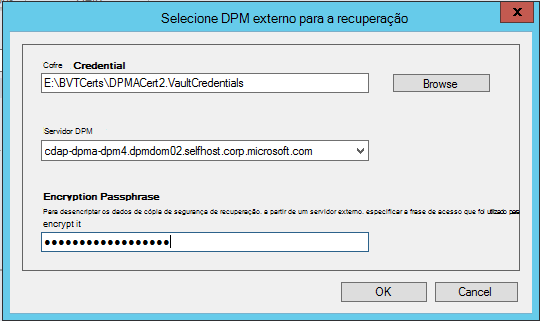 Selecione DPM externo para a recuperação
x
Cofre Credential
E:\BVTCerts\DPMACert2.VaultCredentials
Browse
Servidor DPM
cdap-dpma-dpm4.dpmdom02.selfhost.corp.microsoft.com
Encryption Passphrase
Para desencriptar os dados de cópia de segurança de recuperação. a partir de um servidor externo. especificar a frase de acesso que foi utilizado para
encrypt it
●●●●●●●●●●●●●●●●●●
OK
Cancel